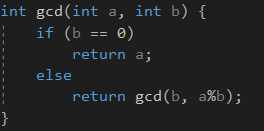 int gcd(int a, int b) {
    if (b == 0)
        return a;
    else
        return gcd(b, a%b);
}